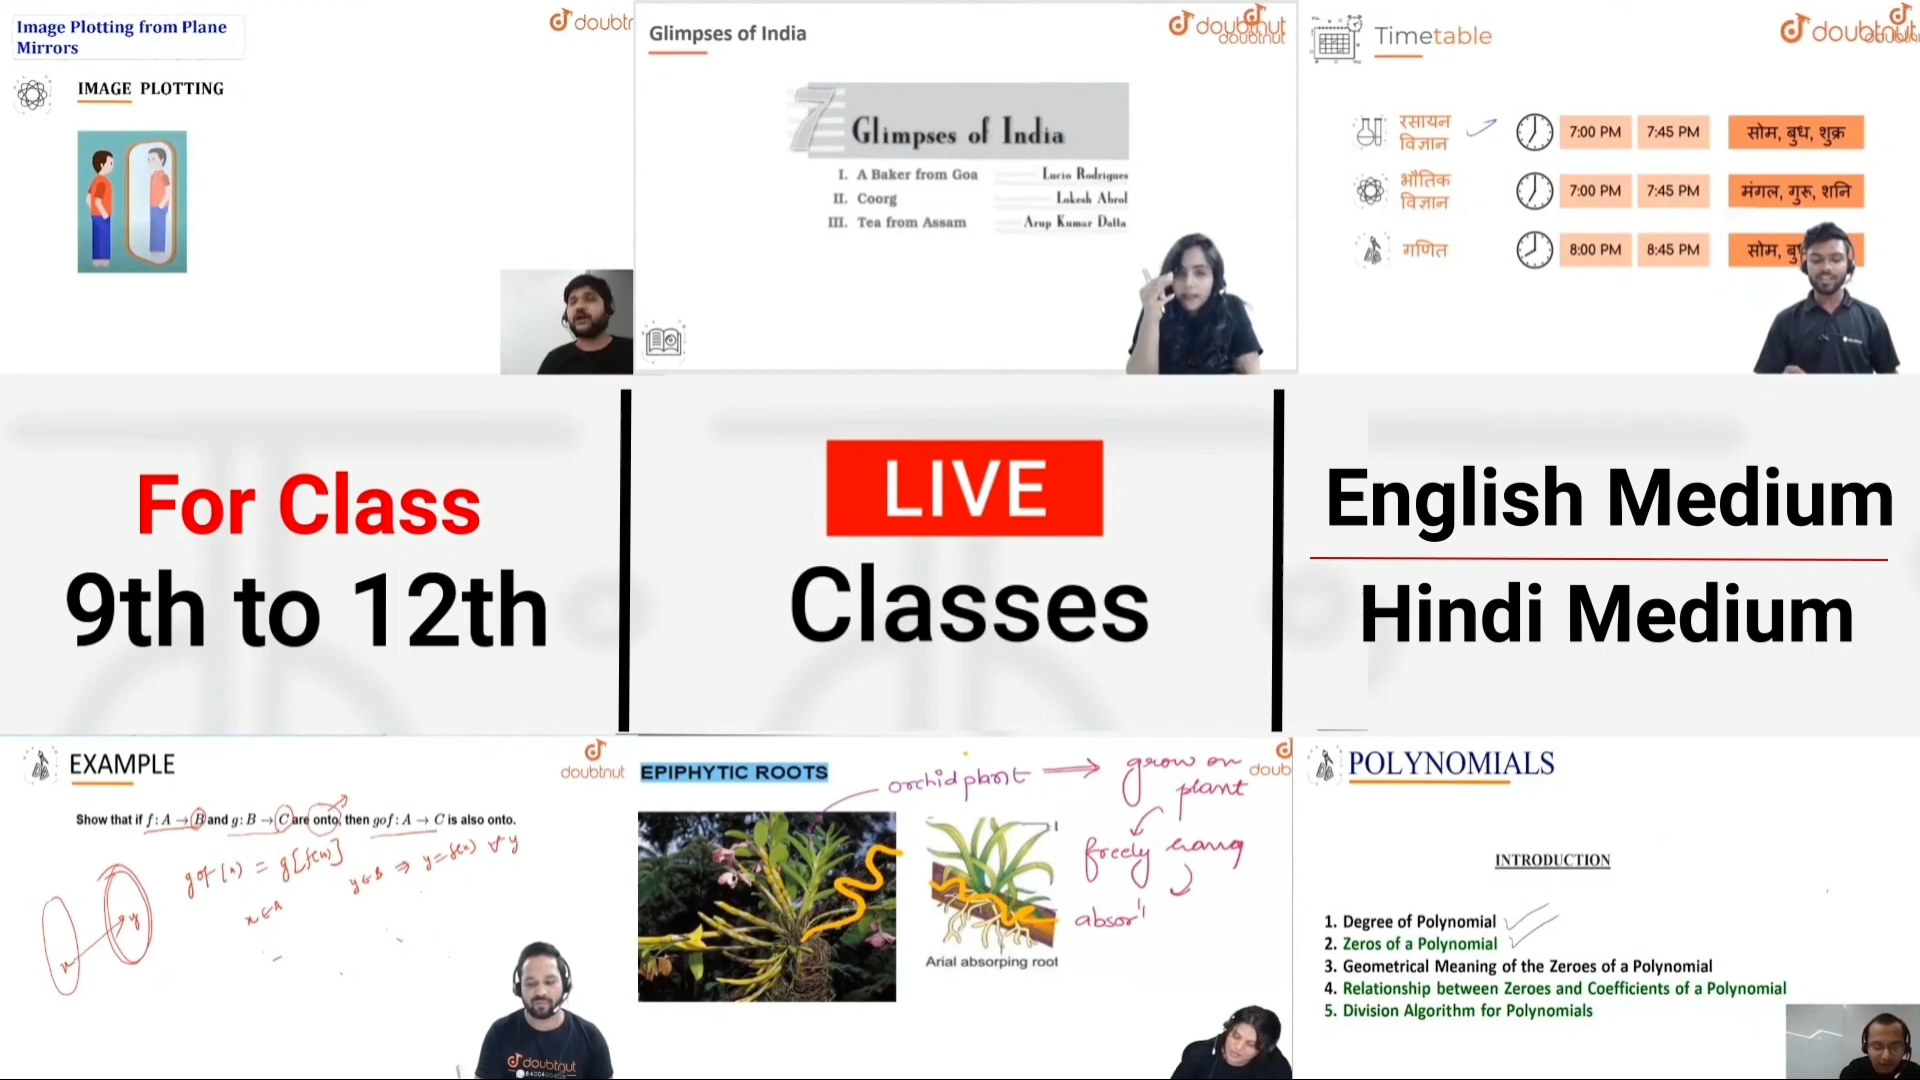 Image Plotting from Plane
Mirrors
IMAGE PLOTTING
Glimpses of India
doubtnut
doubtnut
7 Glimpses of India
I. A Baker from Goa Lucio Rodrigues
II. Coorg Lokesh Abrol
III. Tea from Assam Arup Kumar Datta
Timetable
रसायन
विज्ञान
7:00 PM 7:45 PM सोम, बुध, शुक्र
भौतिक
विज्ञान
7:00 PM 7:45 PM मंगल, गुरू, शनि
गणित 8:00 PM 8:45 PM सोम,
For Class
9th to 12th
LIVE
Classes
English Medium
Hindi Medium
EXAMPLE
doubtnut
Show that if f : A → B and g : B → C are onto, then gof : A → C is also onto.
gof(x) = g[f(x)]
x ∈ A
y ∈ B ⇒ y = f(x) ∀ y
x
y
doubtnut
EPIPHYTIC ROOTS
orchid plant ⇒ grow on
plant
freely hang
absor
Arial absorping root
doub
POLYNOMIALS
INTRODUCTION
1. Degree of Polynomial
2. Zeros of a Polynomial
3. Geometrical Meaning of the Zeroes of a Polynomial
4. Relationship between Zeroes and Coefficients of a Polynomial
5. Division Algorithm for Polynomials